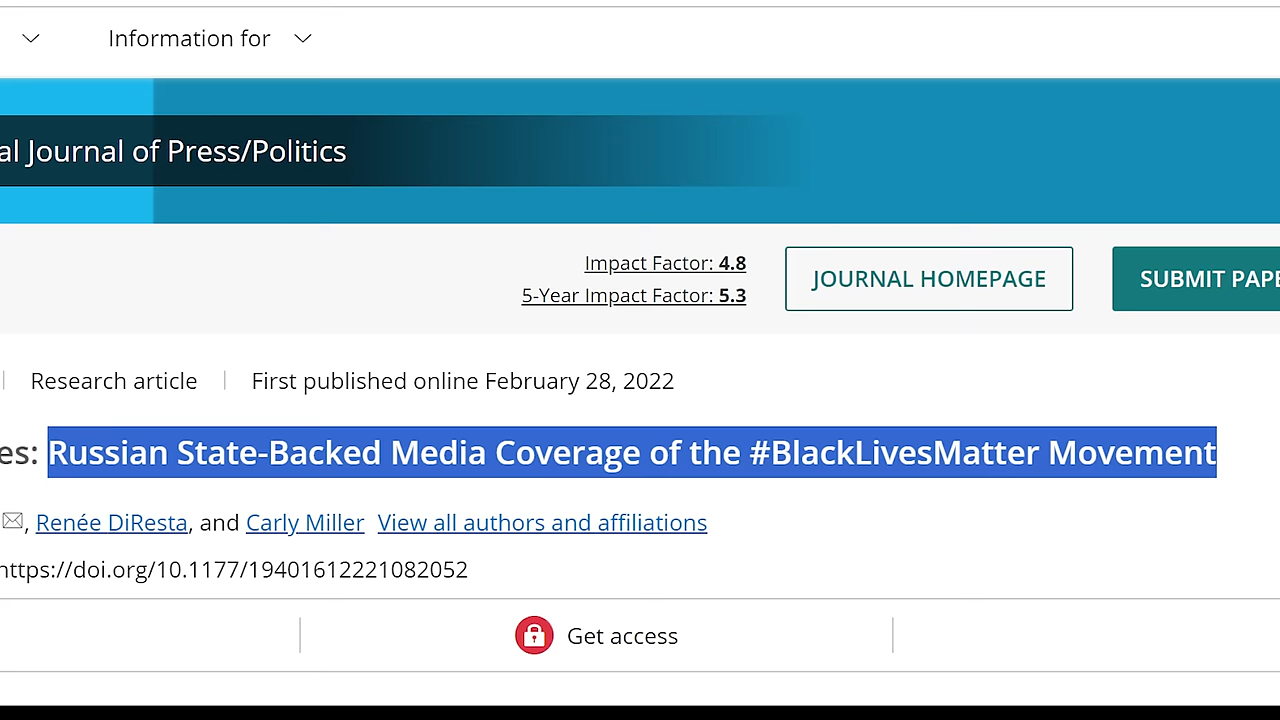 Information for
al Journal of Press/Politics
Impact Factor: 4.8
5-Year Impact Factor: 5.3
JOURNAL HOMEPAGE
SUBMIT PAPE
Research article
First published online February 28, 2022
es: Russian State-Backed Media Coverage of the #BlackLivesMatter Movement
, Renée DiResta, and Carly Miller View all authors and affiliations
https://doi.org/10.1177/19401612221082052
Get access